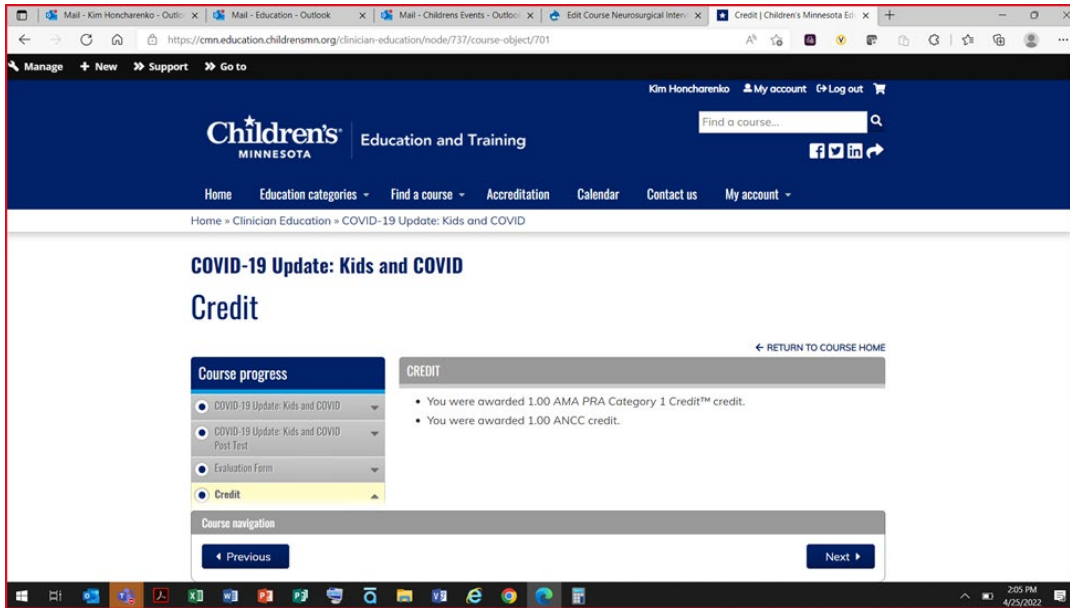 Mail - Kim Honcharenko - Outlo
Mail - Education - Outlook
Mail - Childrens Events - Outloo
Edit Course Neurosurgical Interv
Credit | Children's Minnesota Ed
https://cmn.education.childrensmn.org/clinician-education/node/737/course-object/701
Manage + New Support Go to
Kim Honcharenko My account Log out
Find a course...
Children's
MINNESOTA
Education and Training
Home Education categories Find a course Accreditation Calendar Contact us My account
Home » Clinician Education » COVID-19 Update: Kids and COVID
COVID-19 Update: Kids and COVID
Credit
← RETURN TO COURSE HOME
Course progress
COVID-19 Update: Kids and COVID
COVID-19 Update: Kids and COVID
Post Test
Evaluation Form
Credit
CREDIT
• You were awarded 1.00 AMA PRA Category 1 Credit™ credit.
• You were awarded 1.00 ANCC credit.
Course navigation
Previous
Next
2:05 PM
4/25/2022